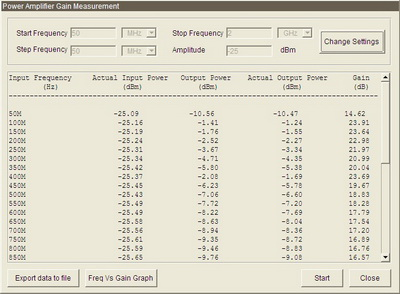 Power Amplifier Gain Measurement
Start Frequency 50 MHz Stop Frequency 2 GHz
Step Frequency 50 MHz Amplitude -25 dBm
Change Settings
Input Frequency Actual Input Power Output Power Actual Output Power Gain
(Hz) (dBm) (dBm) (dBm) (dB)
50M -25.09 -10.56 -10.47 14.62
100M -25.16 -1.41 -1.24 23.91
150M -25.19 -1.76 -1.55 23.64
200M -25.24 -2.52 -2.27 22.98
250M -25.31 -3.67 -3.34 21.97
300M -25.34 -4.71 -4.35 20.99
350M -25.42 -5.80 -5.38 20.04
400M -25.37 -2.08 -1.69 23.69
450M -25.45 -6.23 -5.78 19.67
500M -25.43 -7.06 -6.60 18.83
550M -25.49 -7.72 -7.20 18.28
600M -25.49 -8.22 -7.69 17.79
650M -25.58 -8.63 -8.04 17.54
700M -25.56 -8.94 -8.36 17.20
750M -25.61 -9.35 -8.72 16.89
800M -25.59 -9.46 -8.83 16.76
850M -25.65 -9.76 -9.08 16.57
Export data to file Freq Vs Gain Graph Start Close